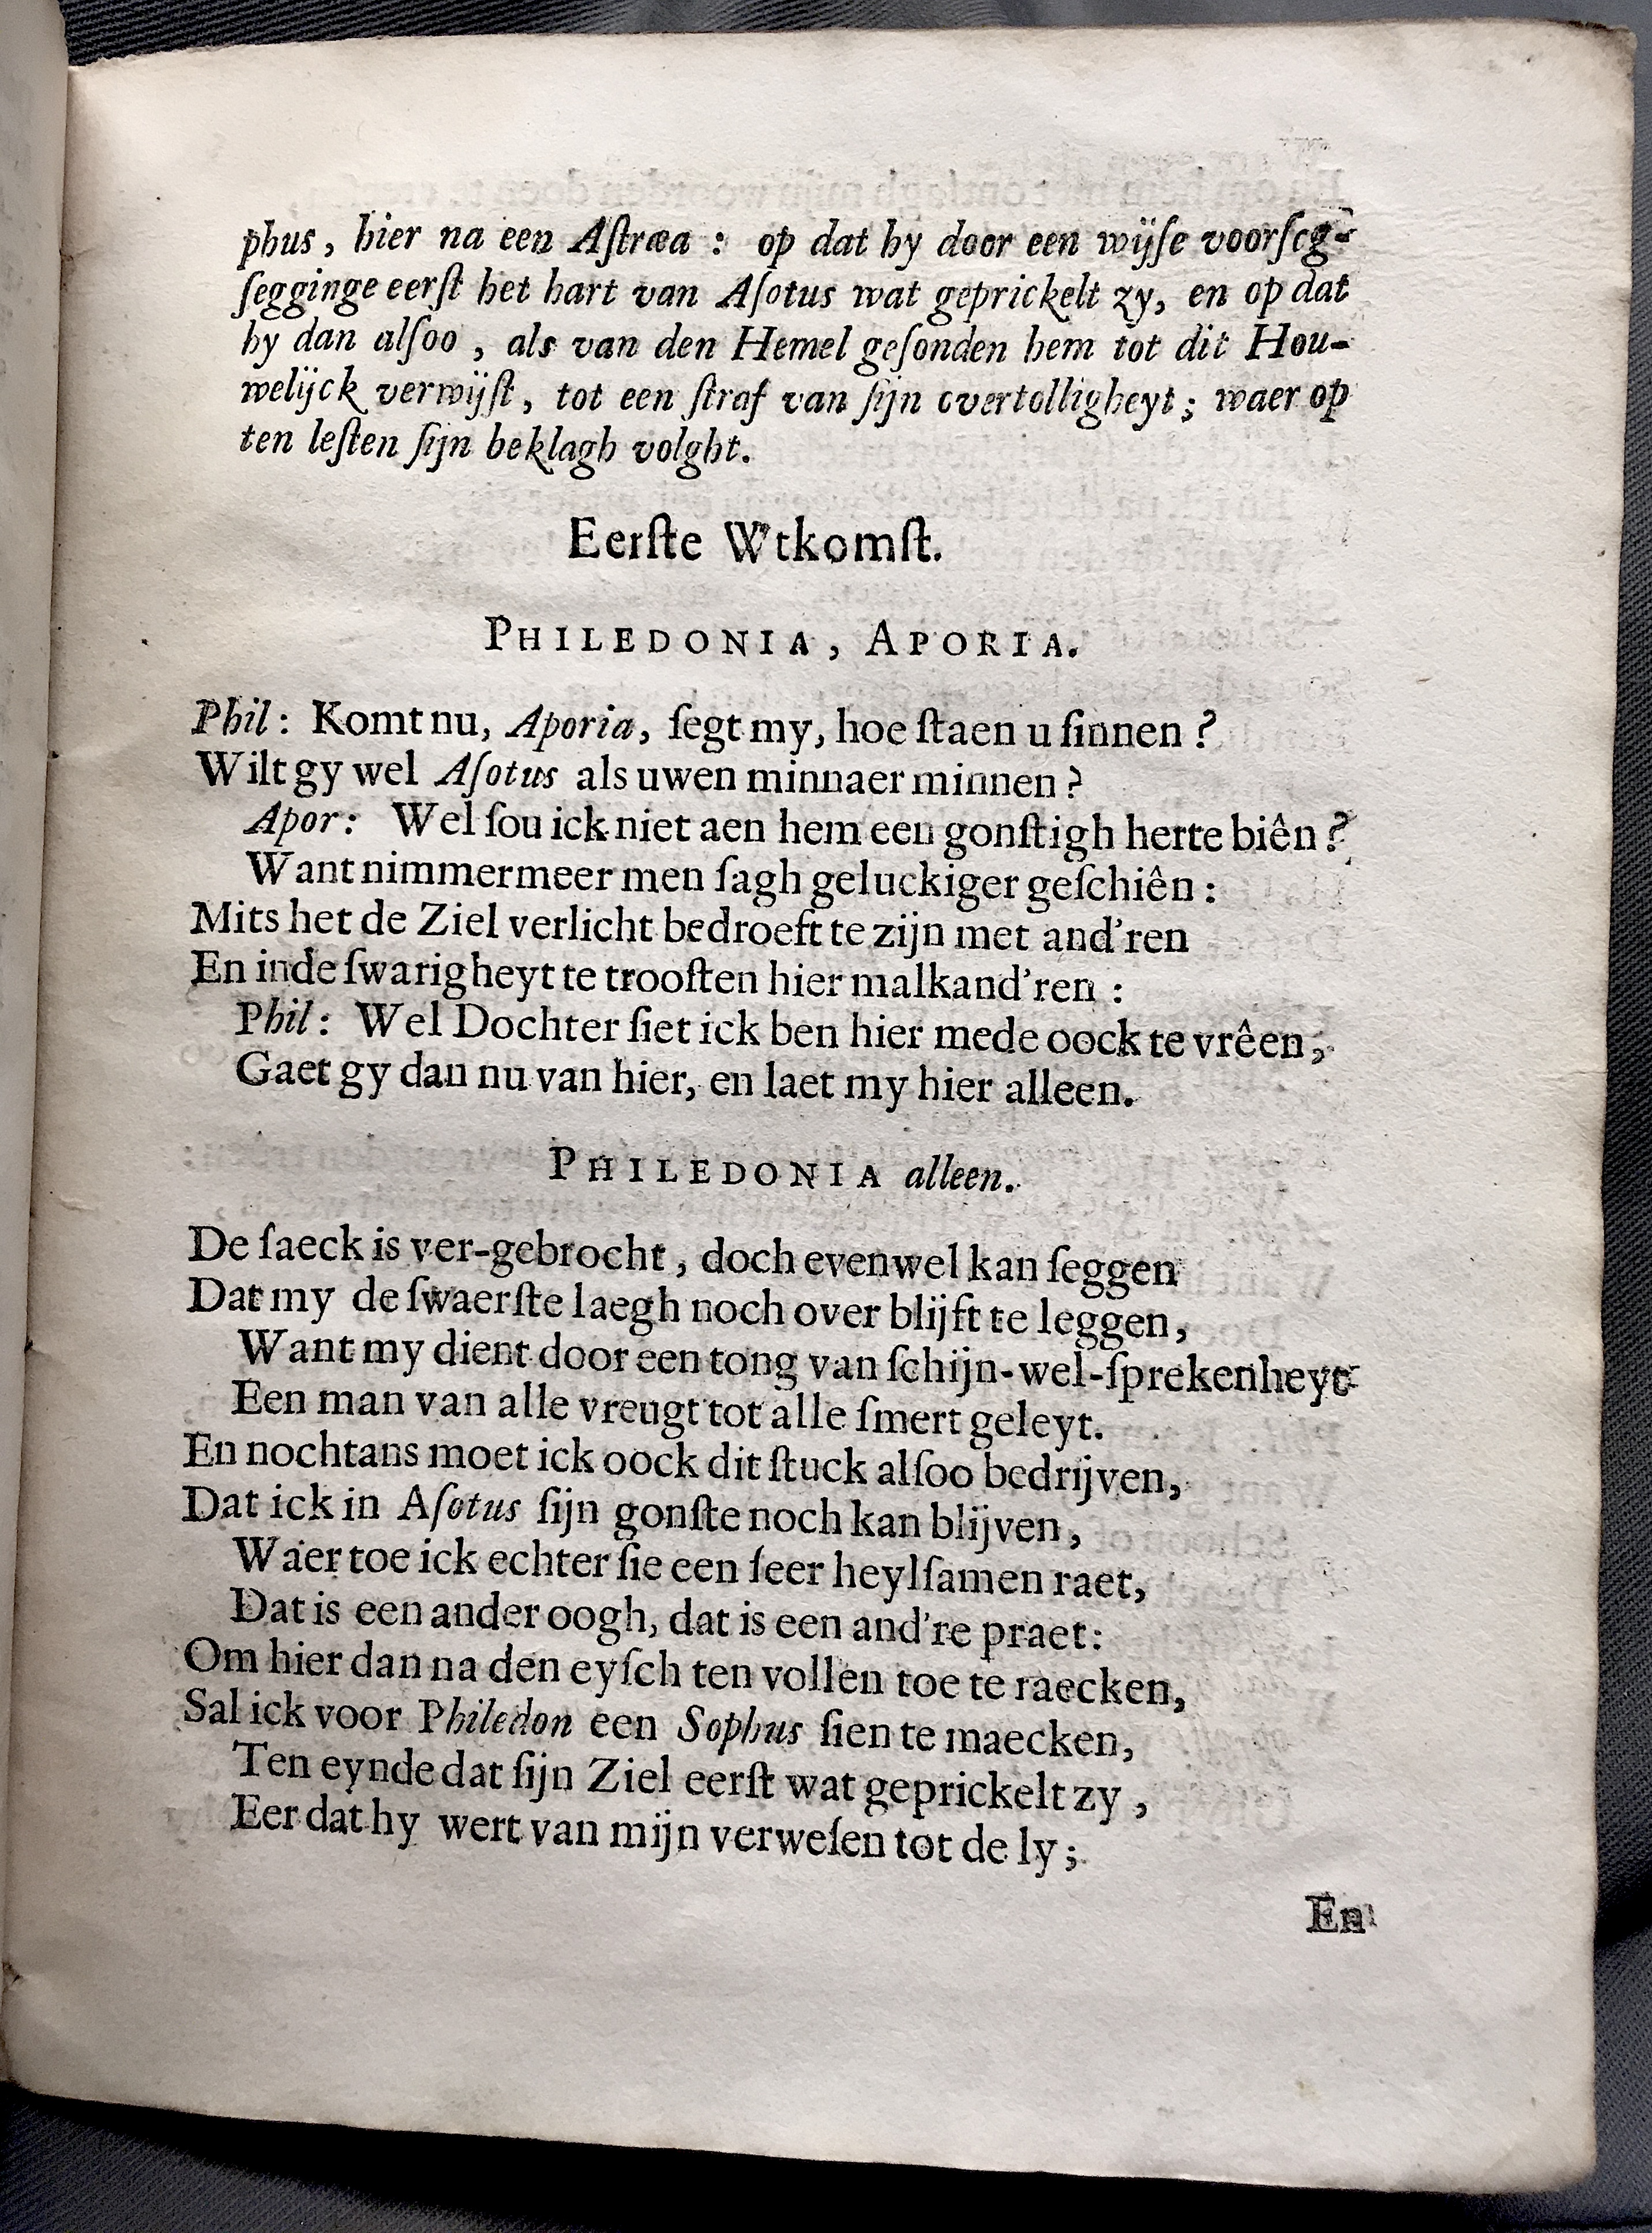 phus, hier na een Aſtræa : op dat hy door een wijſe voorſeg-
ſegginge eerſt het hart van Aſotus wat geprickelt zy, en op dat
hy dan alſoo, als van den Hemel geſonden hem tot dit Hou-
welijck verwijſt, tot een ſtraf van ſijn overtolligheyt; waer op
ten leſten ſijn beklagh volght.
Eerſte Wtkomſt.
PHILEDONIA, APORIA.
Phil: Komt nu, Aporia, ſegt my, hoe ſtaen u ſinnen ?
Wilt gy wel Aſotus als uwen minnaer minnen ?
Apor: Wel ſou ick niet aen hem een gonſtigh herte biên ?
Want nimmermeer men ſagh geluckiger geſchiên :
Mits het de Ziel verlicht bedroeft te zijn met and'ren
En in de ſwarigheyt te trooſten hier malkand'ren :
Phil: Wel Dochter ſiet ick ben hier mede oock te vrêen,
Gaet gy dan nu van hier, en laet my hier alleen.
PHILEDONIA alleen.
De ſaeck is ver-gebrocht, doch evenwel kan ſeggen
Dat my de ſwaerſte laegh noch over blijft te leggen,
Want my dient door een tong van ſchijn-wel-ſprekenheyt
Een man van alle vreugt tot alle ſmert geleyt.
En nochtans moet ick oock dit ſtuck alſoo bedrijven,
Dat ick in Aſotus ſijn gonſte noch kan blijven,
Waer toe ick echter ſie een ſeer heylſamen raet,
Dat is een ander oogh, dat is een and're praet:
Om hier dan na den eyſch ten vollen toe te raecken,
Sal ick voor Philedon een Sophus ſien te maecken,
Ten eynde dat ſijn Ziel eerſt wat geprickelt zy,
Eer dat hy wert van mijn verweſen tot de ly;
En